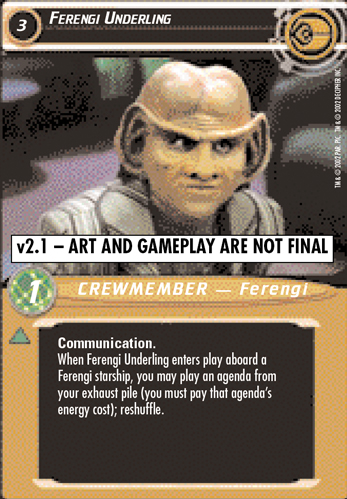 3
FERENGI UNDERLING
TM & © 2002 PAR. PIC. TM & © 2002 DECIPHER INC.
v2.1 – ART AND GAMEPLAY ARE NOT FINAL
1
CREWMEMBER — Ferengi
Communication.
When Ferengi Underling enters play aboard a
Ferengi starship, you may play an agenda from
your exhaust pile (you must pay that agenda's
energy cost); reshuffle.